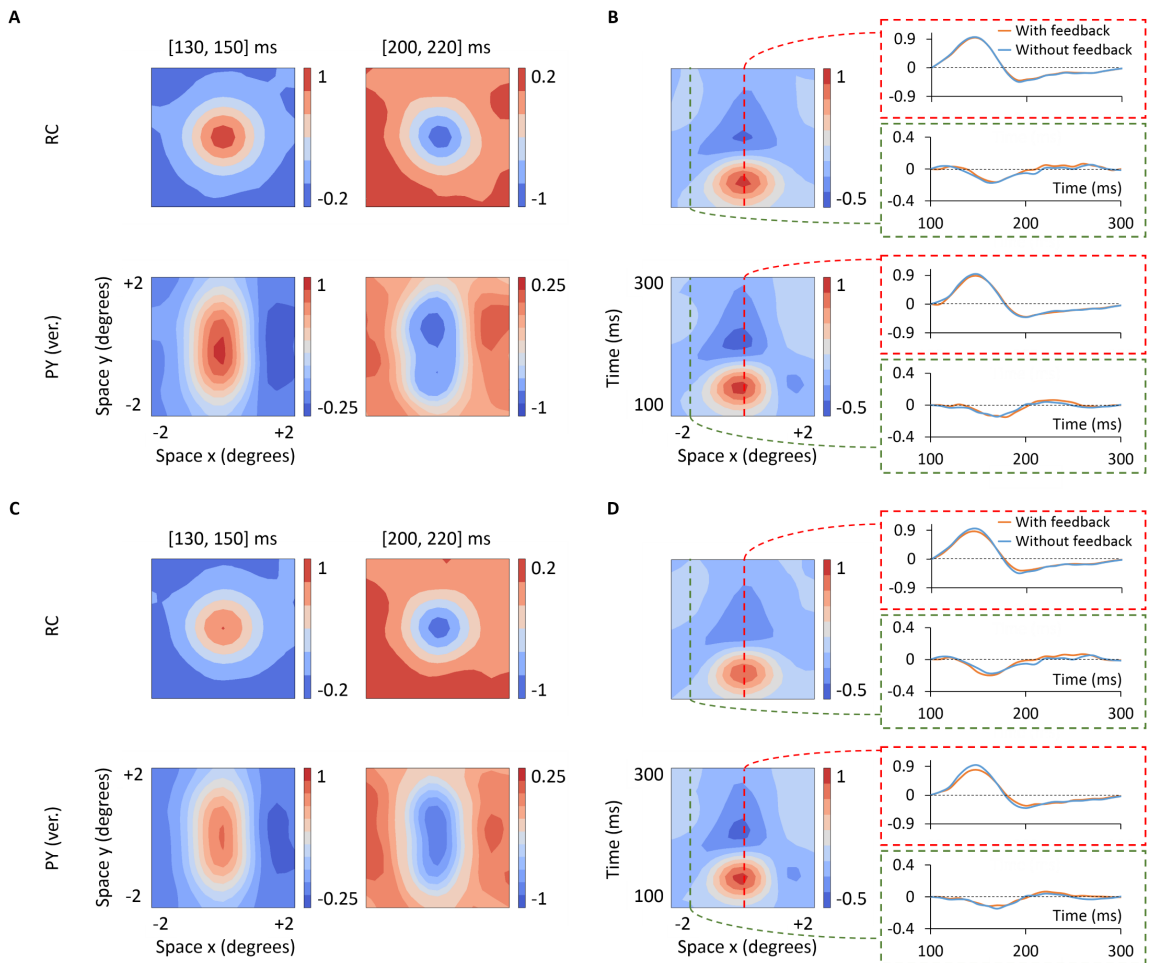 A
[130, 150] ms
[200, 220] ms
RC
1
-0.2
0.2
-1
PY (ver.)
Space y (degrees)
+2
-2
0.25
1
-0.25
-1
-2
+2
Space x (degrees)
B
1
-0.5
With feedback
Without feedback
0.9
0
-0.9
0.4
0
-0.4
Time (ms)
100
200
300
Time (ms)
300
100
1
-0.5
-2
+2
Space x (degrees)
0.9
0
-0.9
0.4
0
-0.4
Time (ms)
100
200
300
C
[130, 150] ms
[200, 220] ms
RC
1
-0.2
0.2
-1
PY (ver.)
Space y (degrees)
+2
-2
1
-0.25
0.25
-1
-2
+2
Space x (degrees)
D
1
-0.5
With feedback
Without feedback
0.9
0
-0.9
0.4
0
-0.4
Time (ms)
100
200
300
Time (ms)
300
100
1
-0.5
-2
+2
Space x (degrees)
0.9
0
-0.9
0.4
0
-0.4
Time (ms)
100
200
300